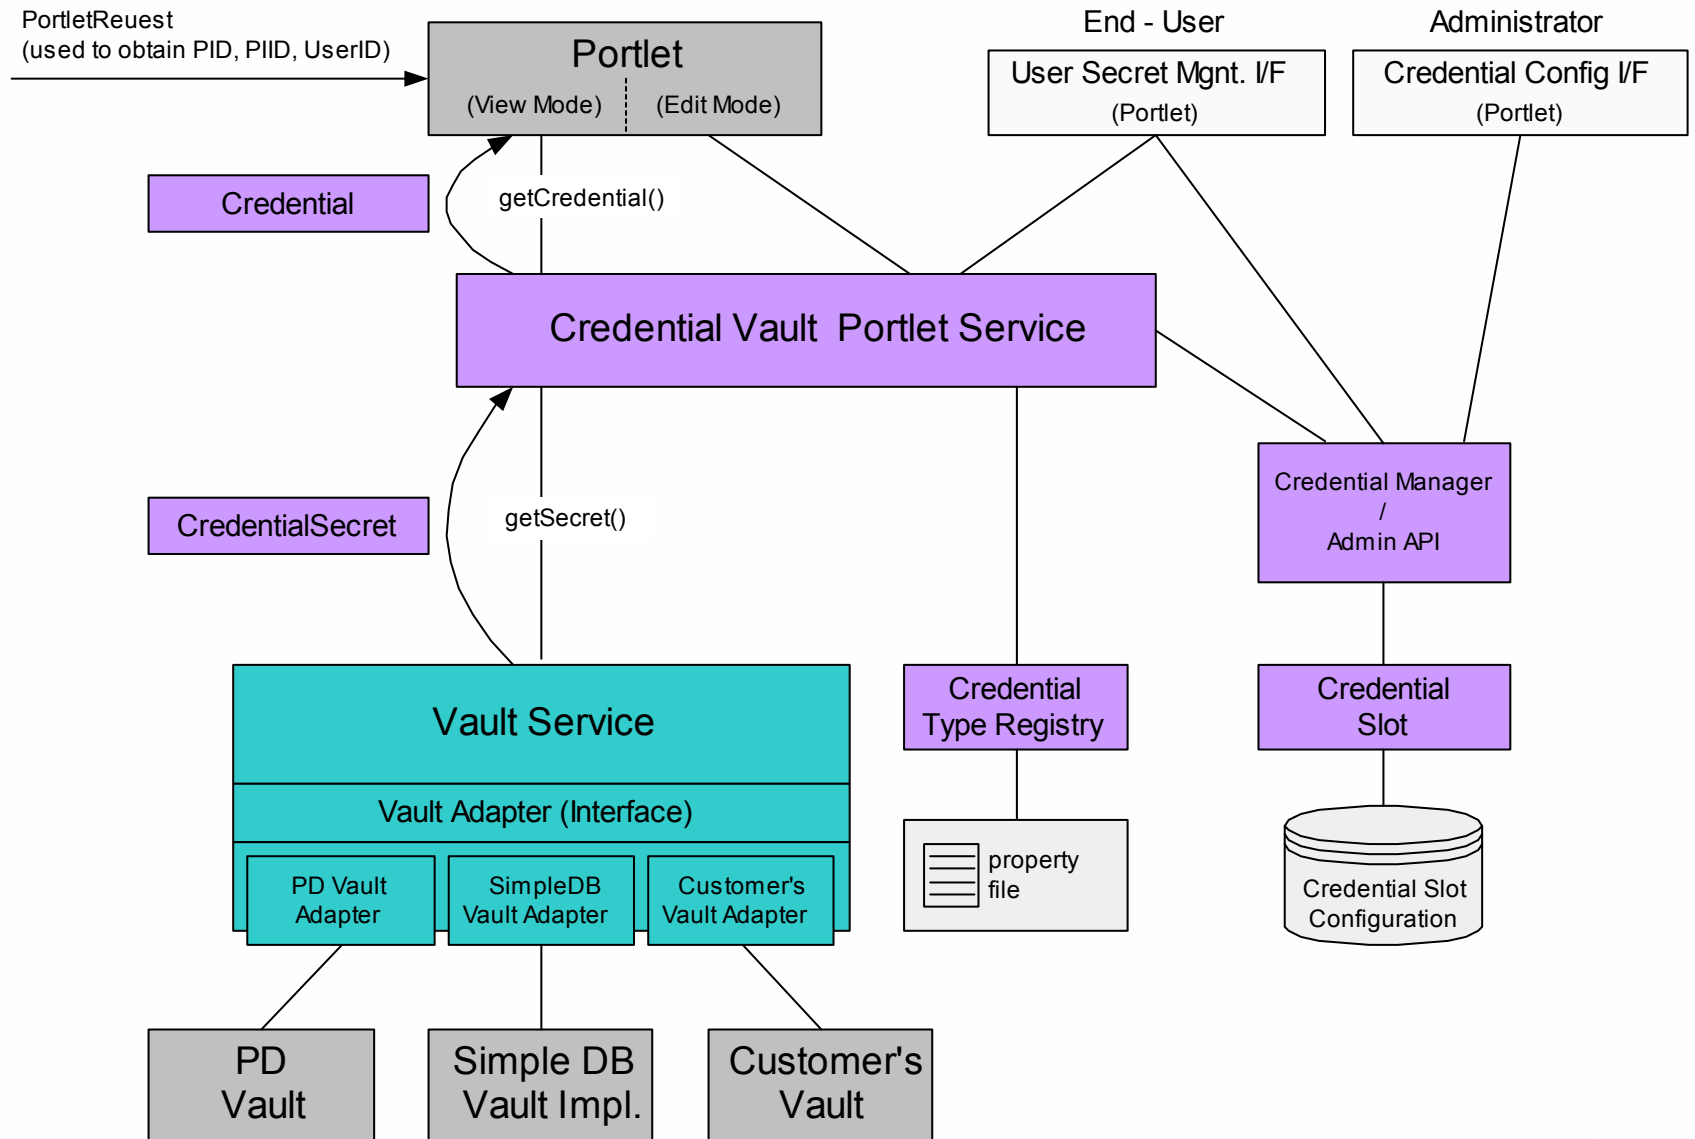 PortletReuest
(used to obtain PID, PIID, UserID)
End - User
Administrator
Portlet
(View Mode)
(Edit Mode)
User Secret Mgnt. I/F
(Portlet)
Credential Config I/F
(Portlet)
Credential
getCredential()
Credential Vault Portlet Service
CredentialSecret
getSecret()
Credential Manager
/
Admin API
Vault Service
Credential
Type Registry
Credential
Slot
Vault Adapter (Interface)
PD Vault
Adapter
SimpleDB
Vault Adapter
Customer's
Vault Adapter
property
file
Credential Slot
Configuration
PD
Vault
Simple DB
Vault Impl.
Customer's
Vault